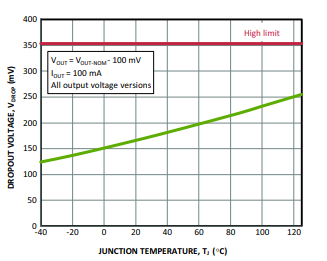 400
350
300
250
200
150
100
50
0
-40 -20 0 20 40 60 80 100 120
DROPOUT VOLTAGE, VDROP (mV)
High limit
VOUT = VOUT-NOM - 100 mV
IOUT = 100 mA
All output voltage versions
JUNCTION TEMPERATURE, TJ (°C)